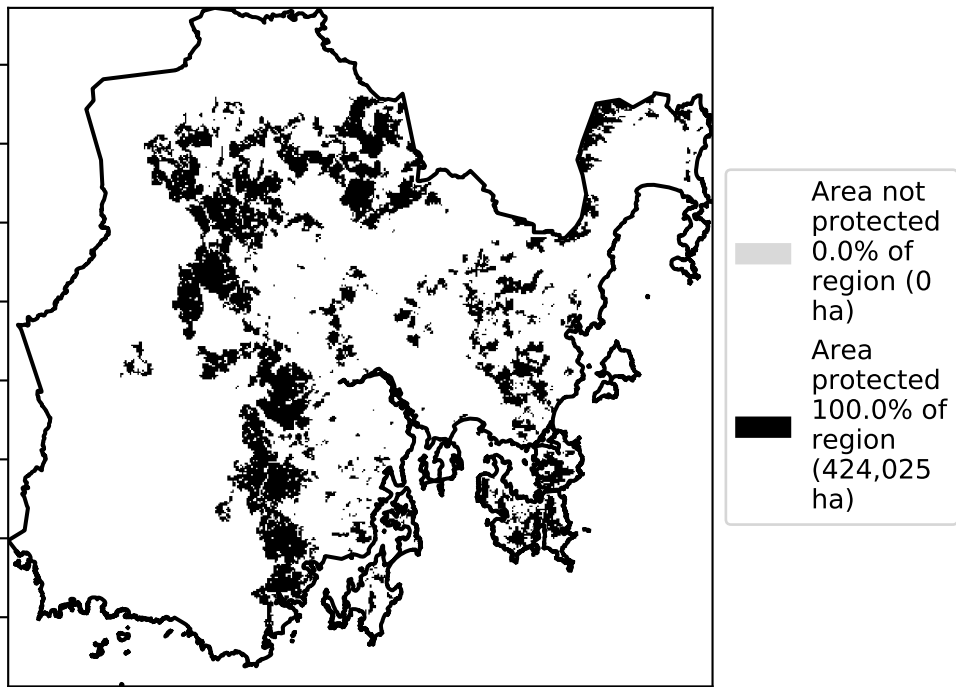 Area not
protected
0.0% of
region (0
ha)
Area
protected
100.0% of
region
(424,025
ha)